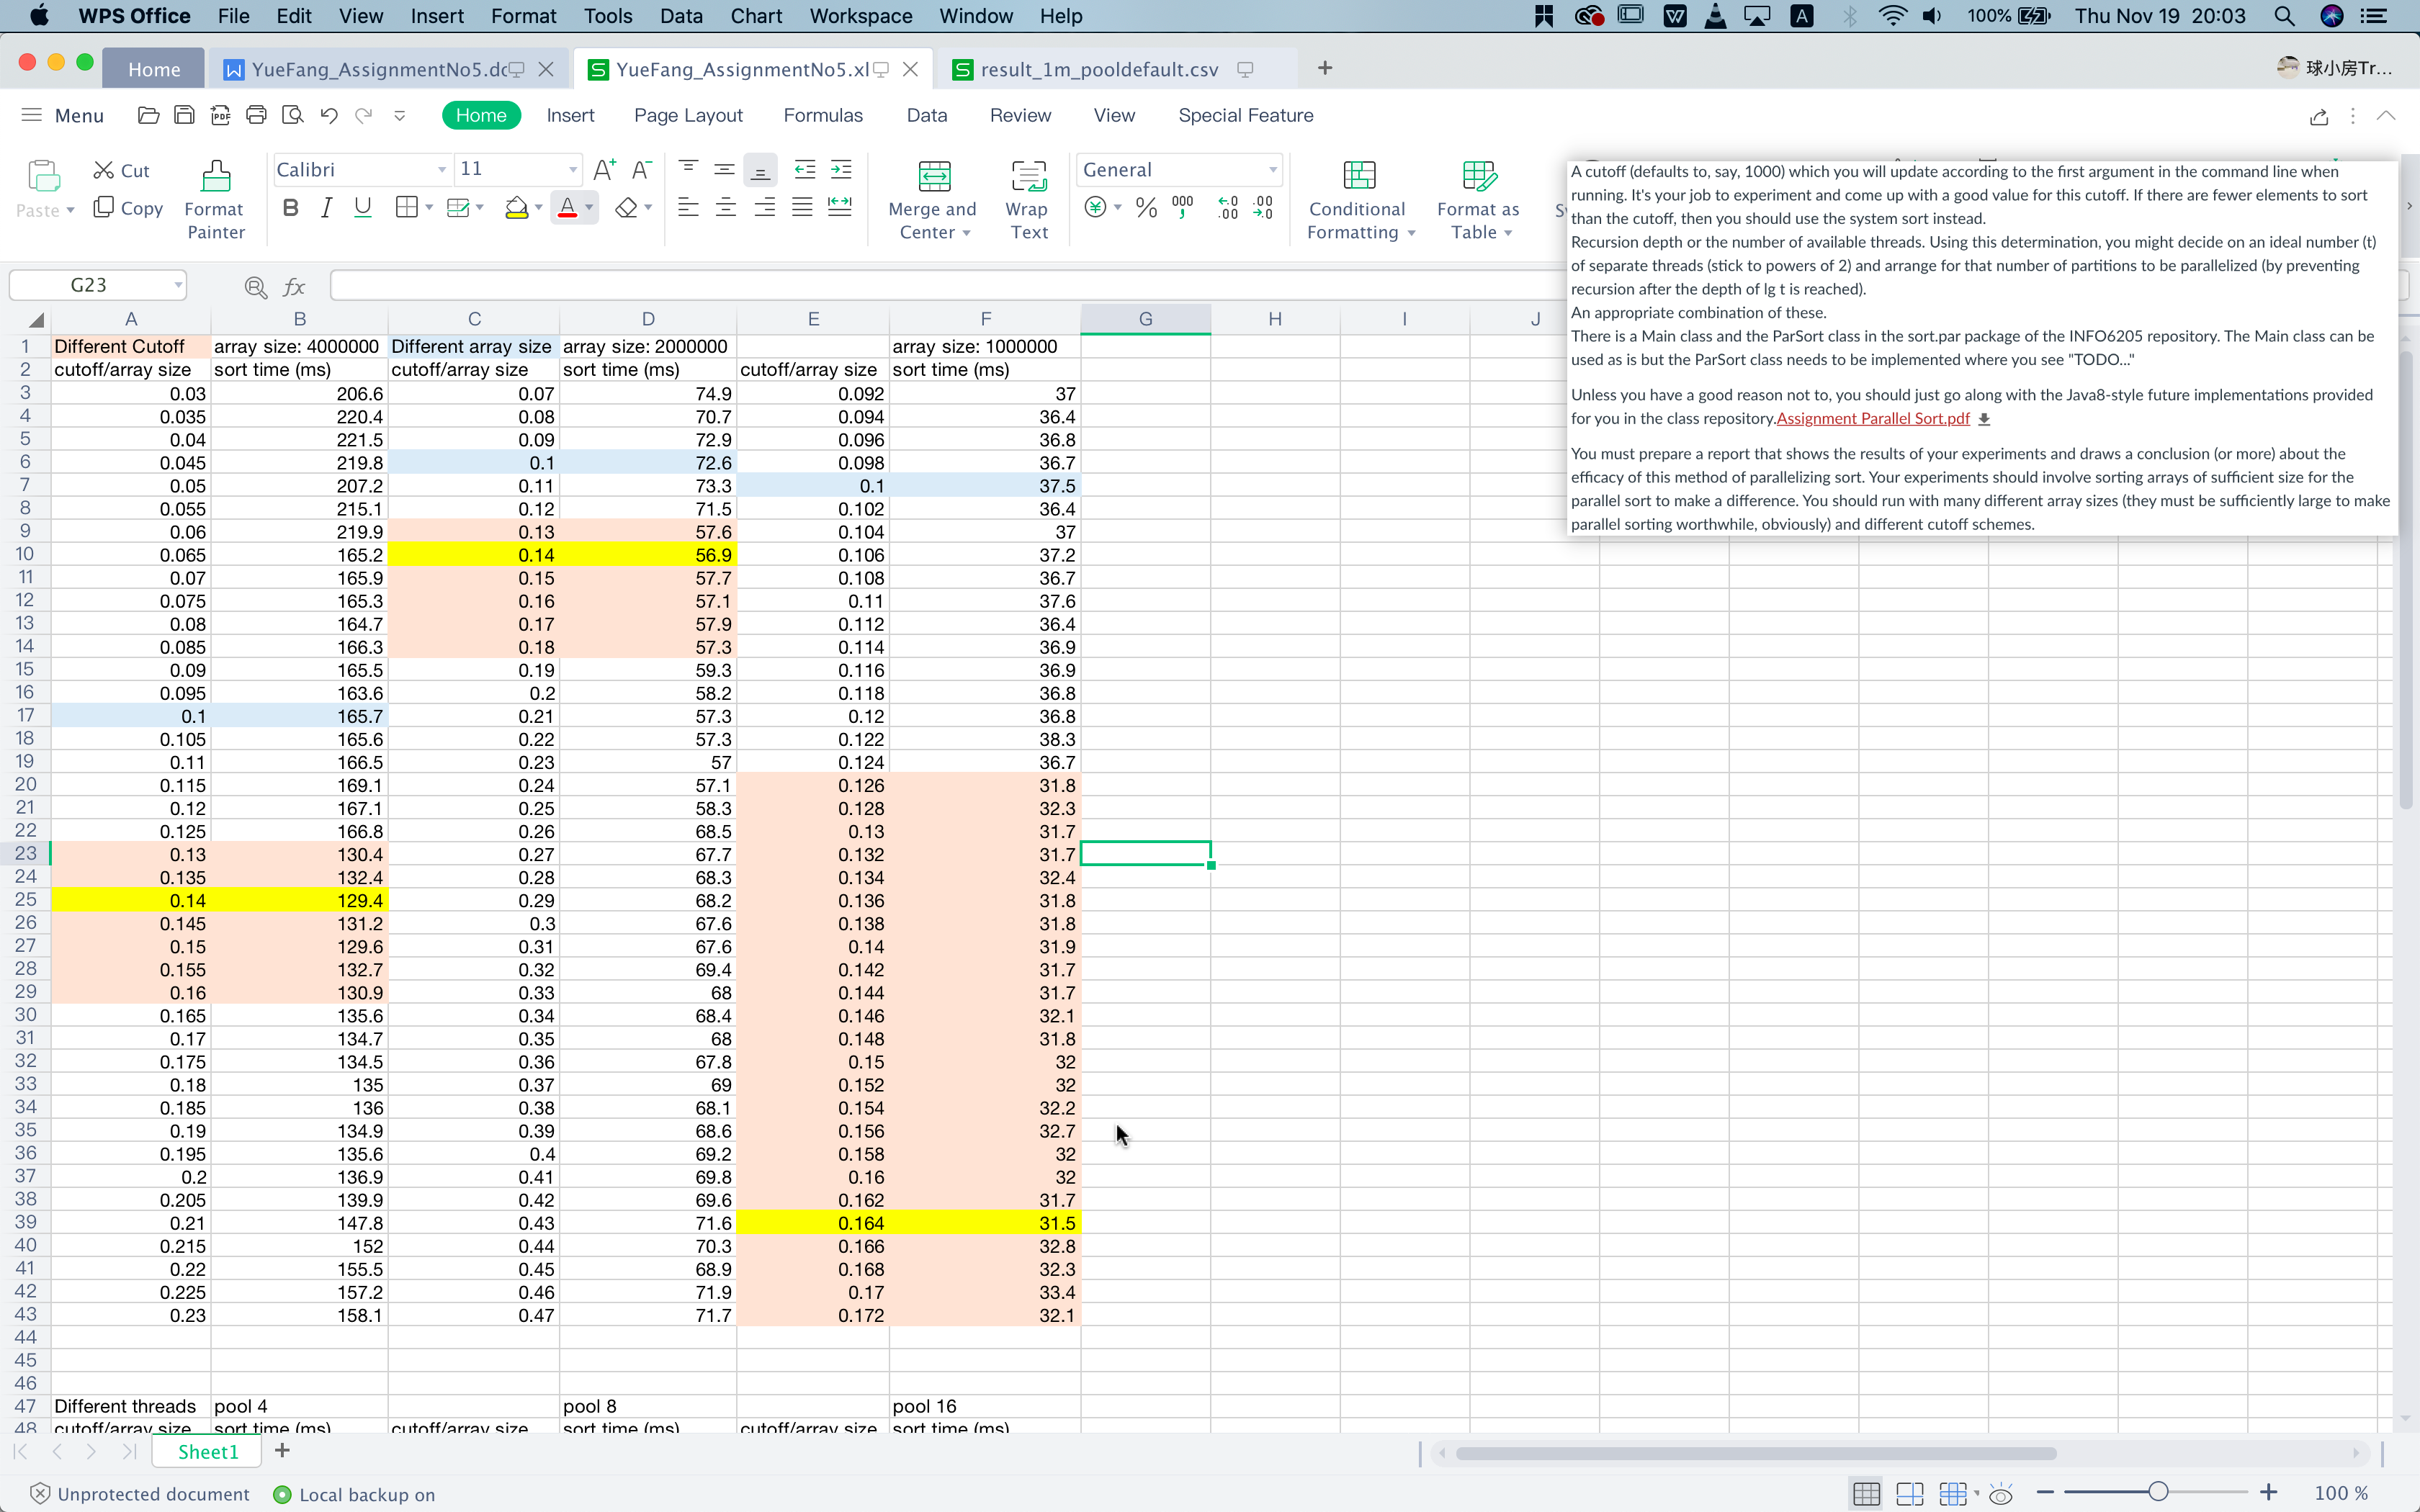 WPS Office File Edit View Insert Format Tools Data Chart Workspace Window Help 100% Thu Nov 19 20:03
Home YueFang_AssignmentNo5.dc YueFang_AssignmentNo5.xl result_1m_pooldefault.csv + 球小房Tr...
Menu Home Insert Page Layout Formulas Data Review View Special Feature
Paste Cut Copy Format Painter Calibri 11 Merge and Center Wrap Text General Conditional Formatting Format as Table
A cutoff (defaults to, say, 1000) which you will update according to the first argument in the command line when
running. It's your job to experiment and come up with a good value for this cutoff. If there are fewer elements to sort
than the cutoff, then you should use the system sort instead.
Recursion depth or the number of available threads. Using this determination, you might decide on an ideal number (t)
of separate threads (stick to powers of 2) and arrange for that number of partitions to be parallelized (by preventing
recursion after the depth of lg t is reached).
An appropriate combination of these.
There is a Main class and the ParSort class in the sort.par package of the INFO6205 repository. The Main class can be
used as is but the ParSort class needs to be implemented where you see "TODO..."
Unless you have a good reason not to, you should just go along with the Java8-style future implementations provided
for you in the class repository.Assignment Parallel Sort.pdf
You must prepare a report that shows the results of your experiments and draws a conclusion (or more) about the
efficacy of this method of parallelizing sort. Your experiments should involve sorting arrays of sufficient size for the
parallel sort to make a difference. You should run with many different array sizes (they must be sufficiently large to make
parallel sorting worthwhile, obviously) and different cutoff schemes.
G23 fx
A B C D E F G H I J
1 Different Cutoff array size: 4000000 Different array size array size: 2000000 array size: 1000000
2 cutoff/array size sort time (ms) cutoff/array size sort time (ms) cutoff/array size sort time (ms)
3 0.03 206.6 0.07 74.9 0.092 37
4 0.035 220.4 0.08 70.7 0.094 36.4
5 0.04 221.5 0.09 72.9 0.096 36.8
6 0.045 219.8 0.1 72.6 0.098 36.7
7 0.05 207.2 0.11 73.3 0.1 37.5
8 0.055 215.1 0.12 71.5 0.102 36.4
9 0.06 219.9 0.13 57.6 0.104 37
10 0.065 165.2 0.14 56.9 0.106 37.2
11 0.07 165.9 0.15 57.7 0.108 36.7
12 0.075 165.3 0.16 57.1 0.11 37.6
13 0.08 164.7 0.17 57.9 0.112 36.4
14 0.085 166.3 0.18 57.3 0.114 36.9
15 0.09 165.5 0.19 59.3 0.116 36.9
16 0.095 163.6 0.2 58.2 0.118 36.8
17 0.1 165.7 0.21 57.3 0.12 36.8
18 0.105 165.6 0.22 57.3 0.122 38.3
19 0.11 166.5 0.23 57 0.124 36.7
20 0.115 169.1 0.24 57.1 0.126 31.8
21 0.12 167.1 0.25 58.3 0.128 32.3
22 0.125 166.8 0.26 68.5 0.13 31.7
23 0.13 130.4 0.27 67.7 0.132 31.7
24 0.135 132.4 0.28 68.3 0.134 32.4
25 0.14 129.4 0.29 68.2 0.136 31.8
26 0.145 131.2 0.3 67.6 0.138 31.8
27 0.15 129.6 0.31 67.6 0.14 31.9
28 0.155 132.7 0.32 69.4 0.142 31.7
29 0.16 130.9 0.33 68 0.144 31.7
30 0.165 135.6 0.34 68.4 0.146 32.1
31 0.17 134.7 0.35 68 0.148 31.8
32 0.175 134.5 0.36 67.8 0.15 32
33 0.18 135 0.37 69 0.152 32
34 0.185 136 0.38 68.1 0.154 32.2
35 0.19 134.9 0.39 68.6 0.156 32.7
36 0.195 135.6 0.4 69.2 0.158 32
37 0.2 136.9 0.41 69.8 0.16 32
38 0.205 139.9 0.42 69.6 0.162 31.7
39 0.21 147.8 0.43 71.6 0.164 31.5
40 0.215 152 0.44 70.3 0.166 32.8
41 0.22 155.5 0.45 68.9 0.168 32.3
42 0.225 157.2 0.46 71.9 0.17 33.4
43 0.23 158.1 0.47 71.7 0.172 32.1
44
45
46
47 Different threads pool 4 pool 8 pool 16
48 cutoff/array size sort time (ms) cutoff/array size sort time (ms) cutoff/array size sort time (ms)
Sheet1 +
Unprotected document Local backup on 100 %